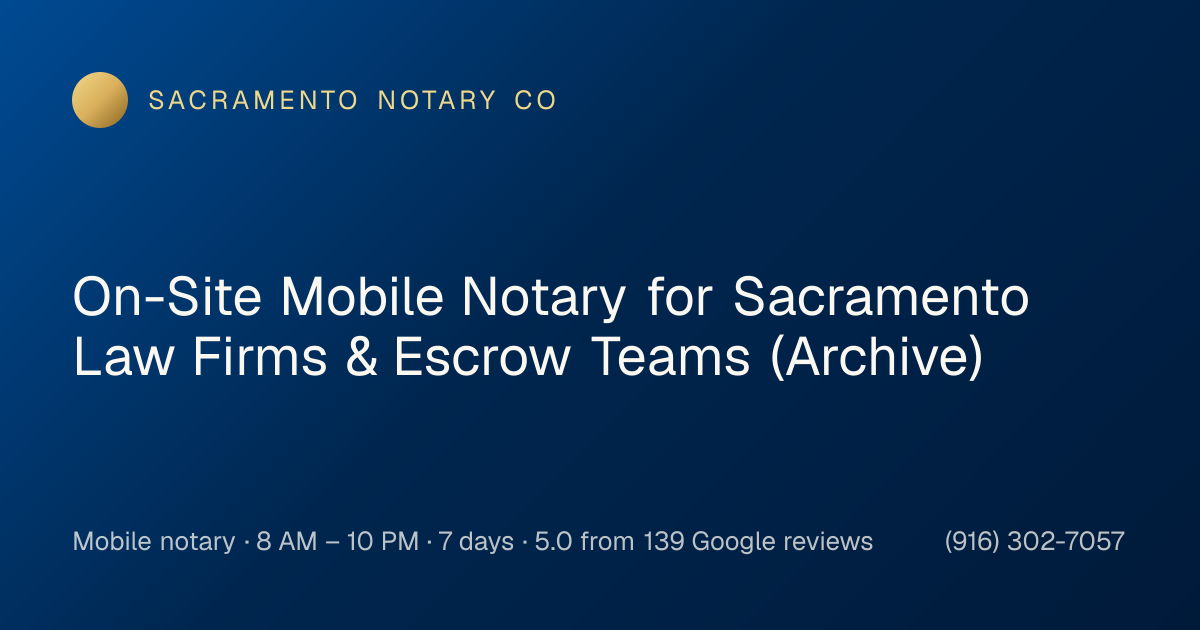 SACRAMENTO NOTARY CO
On-Site Mobile Notary for Sacramento
Law Firms & Escrow Teams (Archive)
Mobile notary · 8 AM – 10 PM · 7 days · 5.0 from 139 Google reviews
(916) 302-7057